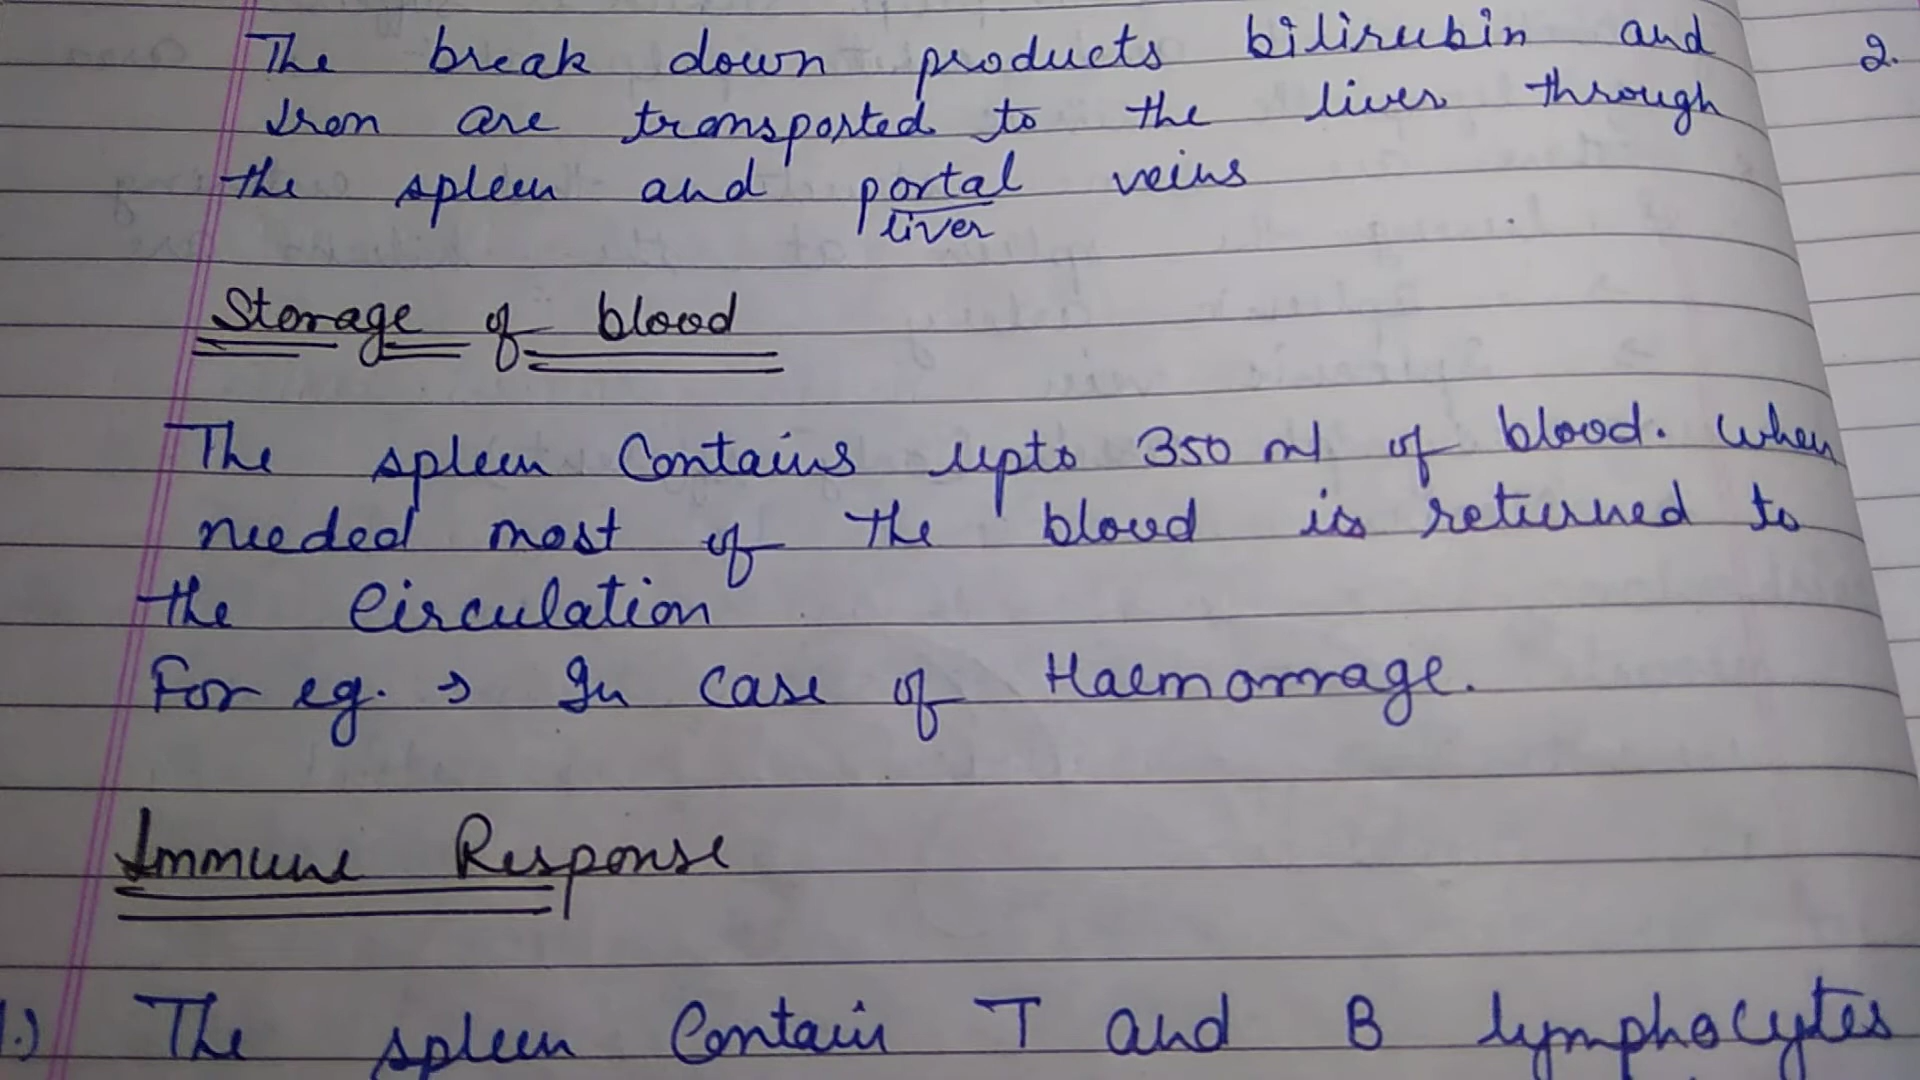 The break down products bilirubin and
Iron are transported to the liver through
the spleen and portal veins
liver
Storage of blood
The spleen Contains upto 350 ml of blood. When
needed most of the blood is returned to
the Circulation
For eg. → In case of Haemorrage.
Immune Response
1.) The spleen Contain T and B lymphocytes
2.